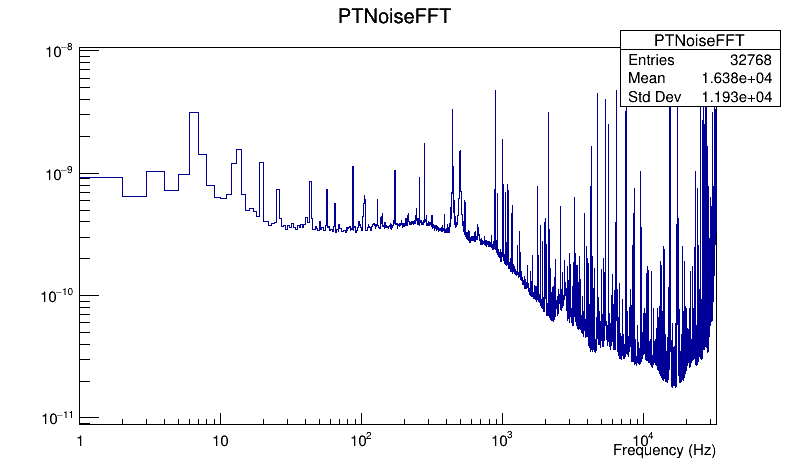 PTNoiseFFT
PTNoiseFFT
Entries 32768
Mean 1.638e+04
Std Dev 1.193e+04
10⁻⁸
10⁻⁹
10⁻¹⁰
10⁻¹¹
1 10 10² 10³ 10⁴
Frequency (Hz)